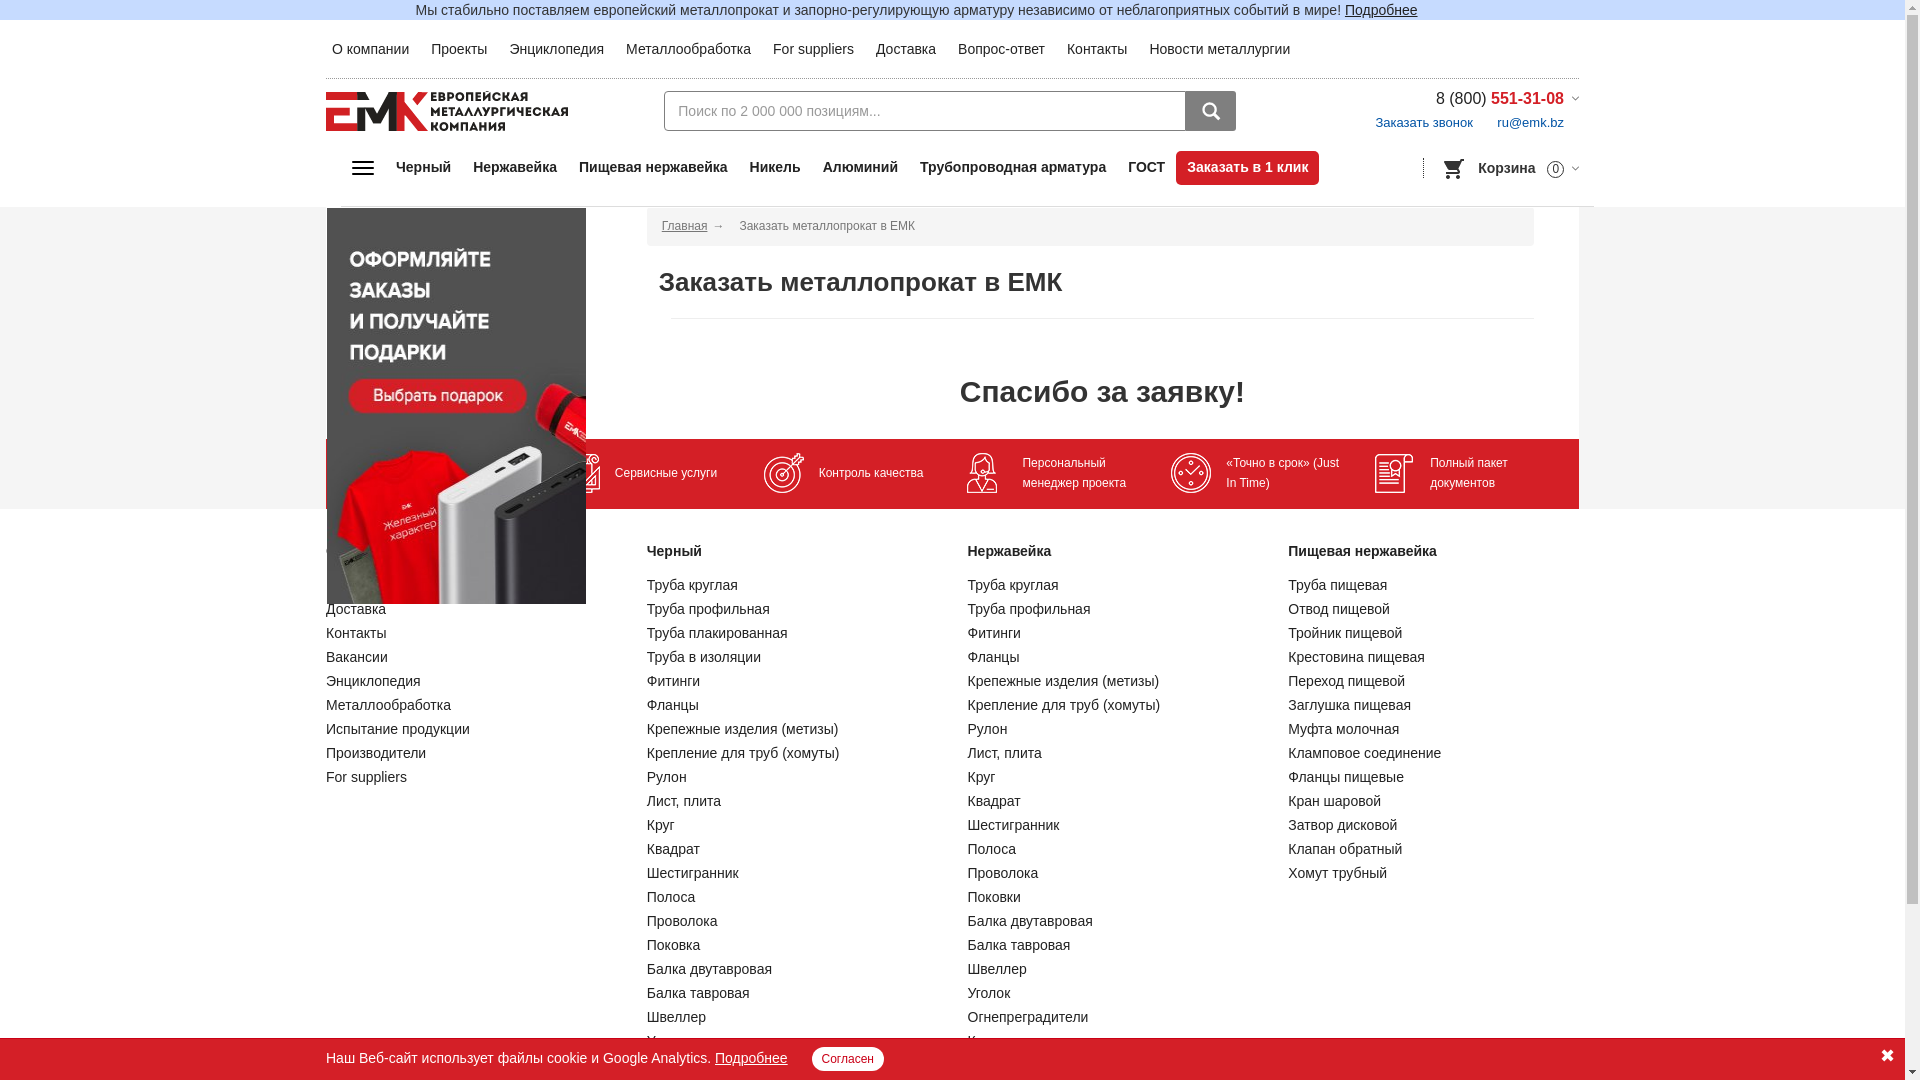 Мы стабильно поставляем европейский металлопрокат и запорно-регулирующую арматуру независимо от неблагоприятных событий в мире! Подробнее
О компании Проекты Энциклопедия Металлообработка For suppliers Доставка Вопрос-ответ Контакты Новости металлургии
ЕМК ЕВРОПЕЙСКАЯ
МЕТАЛЛУРГИЧЕСКАЯ
КОМПАНИЯ
Поиск по 2 000 000 позициям...
8 (800) 551-31-08
Заказать звонок ru@emk.bz
Черный Нержавейка Пищевая нержавейка Никель Алюминий Трубопроводная арматура ГОСТ Заказать в 1 клик
Корзина 0
ОФОРМЛЯЙТЕ
ЗАКАЗЫ
И ПОЛУЧАЙТЕ
ПОДАРКИ
Выбрать подарок
ЕМК
ЕМК
Железный
характер
Главная → Заказать металлопрокат в ЕМК
Заказать металлопрокат в ЕМК
Спасибо за заявку!
Сервисные услуги
Контроль качества
Персональный
менеджер проекта
«Точно в срок» (Just
In Time)
Полный пакет
документов
Доставка
Контакты
Вакансии
Энциклопедия
Металлообработка
Испытание продукции
Производители
For suppliers
Черный
Труба круглая
Труба профильная
Труба плакированная
Труба в изоляции
Фитинги
Фланцы
Крепежные изделия (метизы)
Крепление для труб (хомуты)
Рулон
Лист, плита
Круг
Квадрат
Шестигранник
Полоса
Проволока
Поковка
Балка двутавровая
Балка тавровая
Швеллер
Нержавейка
Труба круглая
Труба профильная
Фитинги
Фланцы
Крепежные изделия (метизы)
Крепление для труб (хомуты)
Рулон
Лист, плита
Круг
Квадрат
Шестигранник
Полоса
Проволока
Поковки
Балка двутавровая
Балка тавровая
Швеллер
Уголок
Огнепреградители
Пищевая нержавейка
Труба пищевая
Отвод пищевой
Тройник пищевой
Крестовина пищевая
Переход пищевой
Заглушка пищевая
Муфта молочная
Кламповое соединение
Фланцы пищевые
Кран шаровой
Затвор дисковой
Клапан обратный
Хомут трубный
Наш Веб-сайт использует файлы cookie и Google Analytics. Подробнее Согласен ✖